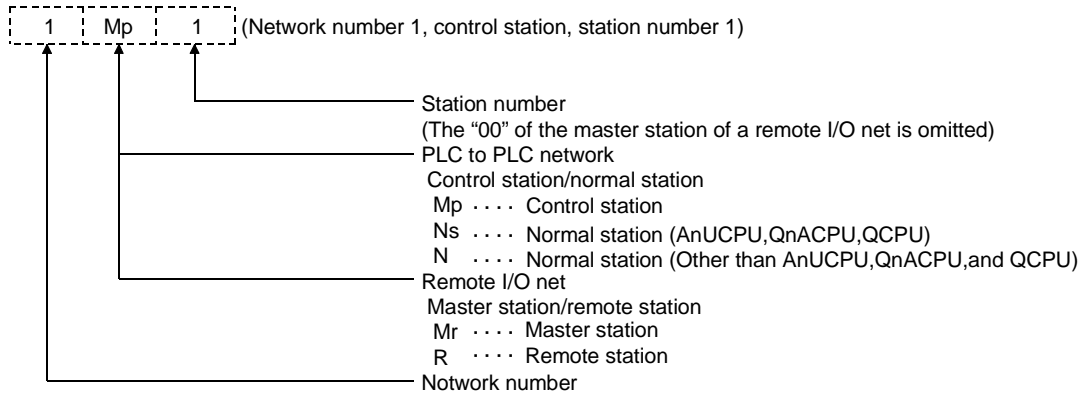 1 Mp 1 (Network number 1, control station, station number 1)
Station number
(The “00” of the master station of a remote I/O net is omitted)
PLC to PLC network
Control station/normal station
Mp ···· Control station
Ns ···· Normal station (AnUCPU,QnACPU,QCPU)
N ···· Normal station (Other than AnUCPU,QnACPU,and QCPU)
Remote I/O net
Master station/remote station
Mr ···· Master station
R ···· Remote station
Notwork number